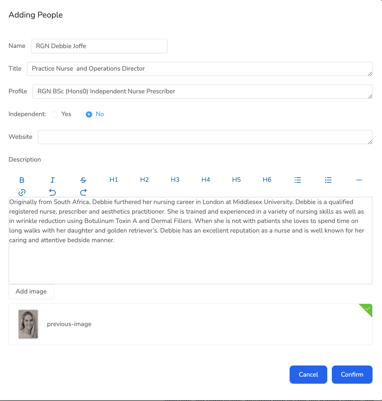 Adding People
Name RGN Debbie Joffe
Title Practice Nurse and Operations Director
Profile RGN BSc (Hons0) Independent Nurse Prescriber
Independent: Yes No
Website
Description
B I S H1 H2 H3 H4 H5 H6
Originally from South Africa, Debbie furthered her nursing career in London at Middlesex University. Debbie is a qualified
registered nurse, prescriber and aesthetics practitioner. She is trained and experienced in a variety of nursing skills as well as
in wrinkle reduction using Botulinum Toxin A and Dermal Fillers. When she is not with patients she loves to spend time on
long walks with her daughter and golden retriever's. Debbie has an excellent reputation as a nurse and is well known for her
caring and attentive bedside manner.
Add image
previous-image
Cancel Confirm